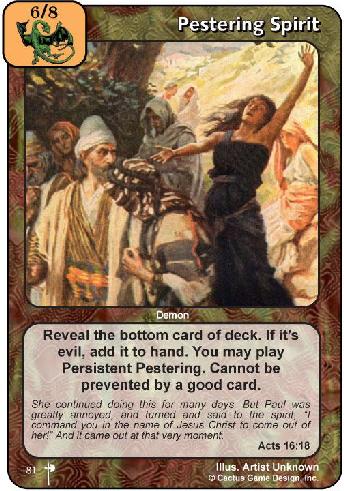 6/8
Pestering Spirit
Demon
Reveal the bottom card of deck. If it's
evil, add it to hand. You may play
Persistent Pestering. Cannot be
prevented by a good card.
She continued doing this for many days. But Paul was
greatly annoyed, and turned and said to the spirit, "I
command you in the name of Jesus Christ to come out of
her!" And it came out at that very moment.
Acts 16:18
81
Illus. Artist Unknown
© Cactus Game Design, Inc.